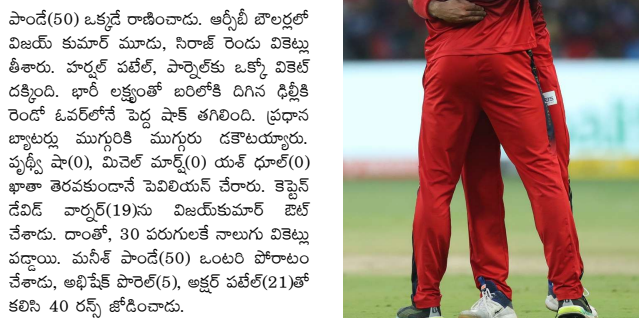 పాండే(50) ఒక్కడే రాణించాడు. ఆర్సీబీ బౌలర్లలో
విజయ్ కుమార్ మూడు, సిరాజ్ రెండు వికెట్లు
తీశారు. హర్షల్ పటేల్, పార్నెల్‌కు ఒక్కో వికెట్
దక్కింది. భారీ లక్ష్యంతో బరిలోకి దిగిన ఢిల్లీకి
రెండో ఓవర్‌లోనే పెద్ద షాక్ తగిలింది. ప్రధాన
బ్యాటర్లు ముగ్గురికి ముగ్గురు డకౌటయ్యారు.
పృథ్వీ షా(0), మిచెల్ మార్ష్(0) యశ్ ధూల్(0)
ఖాతా తెరవకుండానే పెవిలియన్ చేరారు. కెప్టెన్
డేవిడ్ వార్నర్(19)ను విజయ్‌కుమార్ ఔట్
చేశాడు. దాంతో, 30 పరుగులకే నాలుగు వికెట్లు
పడ్డాయి. మనీశ్ పాండే(50) ఒంటరి పోరాటం
చేశాడు, అభిషేక్ పొరెల్(5), అక్షర్ పటేల్(21)తో
కలిసి 40 రన్స్ జోడించాడు.